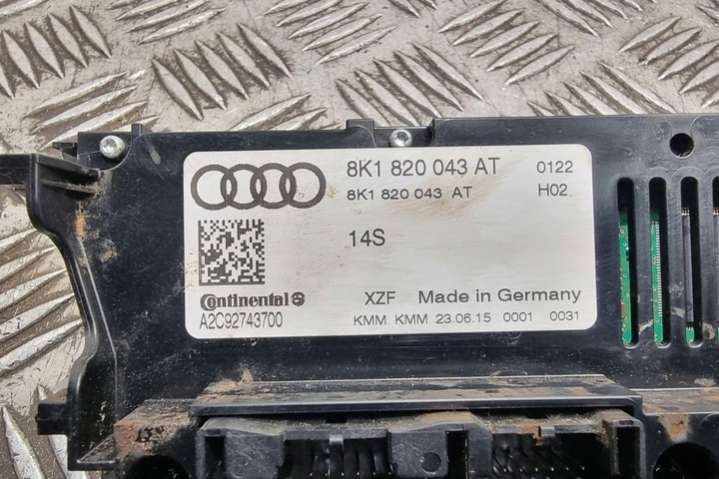 8K1 820 043 AT 0122
8K1 820 043 AT H02
14S
Continental
XZF Made in Germany
A2C92743700
KMM KMM 23.06.15 0001 0031